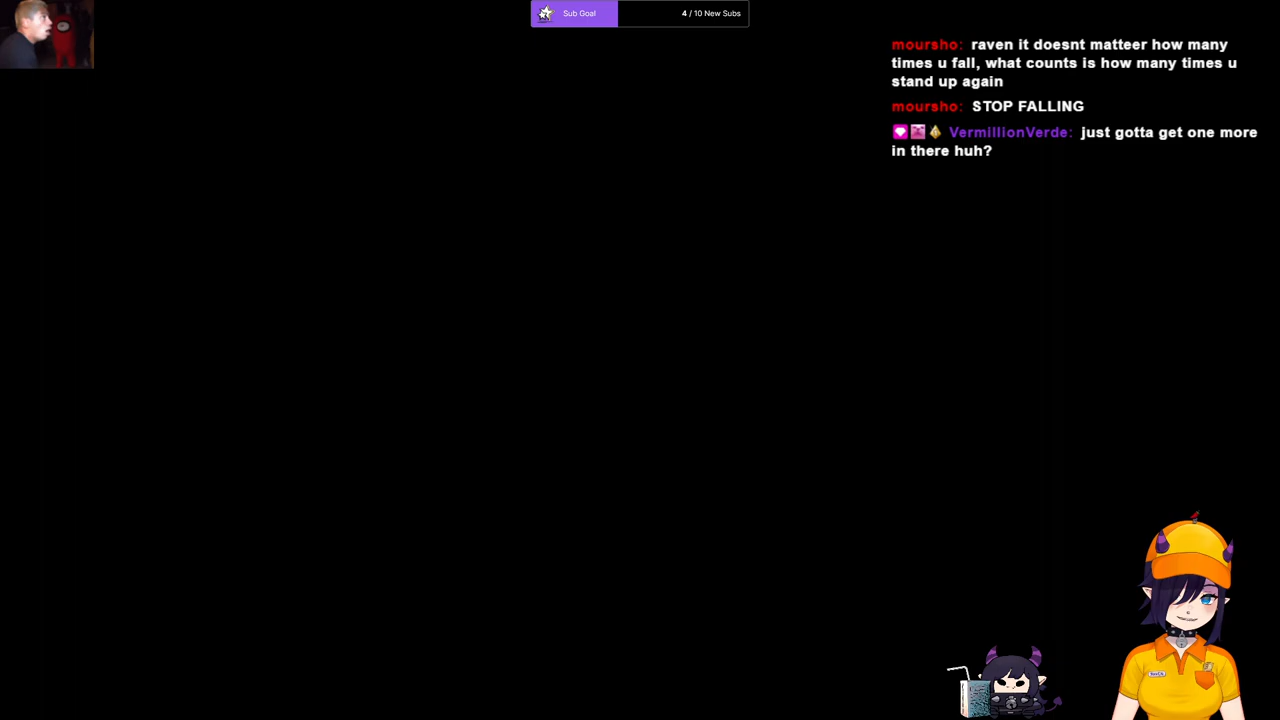 Sub Goal 4 / 10 New Subs
moursho: raven it doesnt matteer how many
times u fall, what counts is how many times u
stand up again
moursho: STOP FALLING
VermillionVerde: just gotta get one more
in there huh?